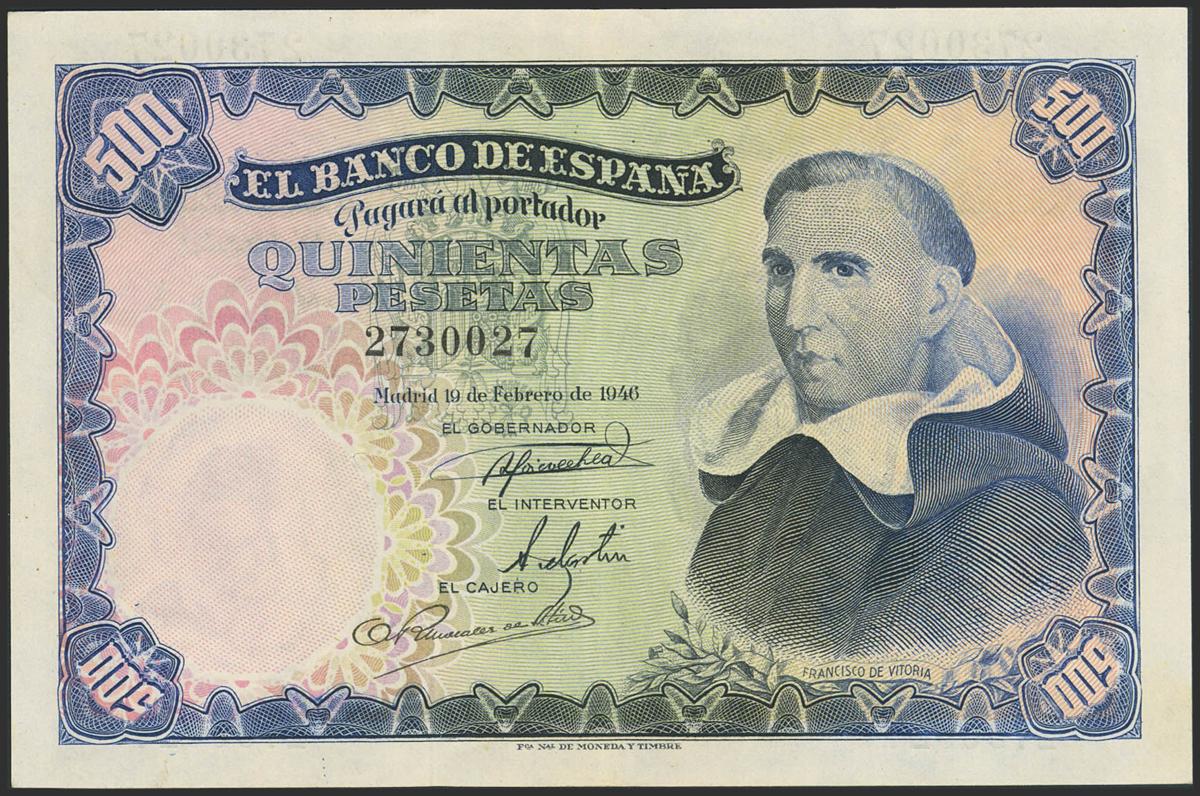 500
500
EL BANCO DE ESPAÑA
Pagará al portador
QUINIENTAS
PESETAS
2730027
Madrid 19 de Febrero de 1946
EL GOBERNADOR
EL INTERVENTOR
EL CAJERO
FRANCISCO DE VITORIA
500
500
FCA NAL DE MONEDA Y TIMBRE